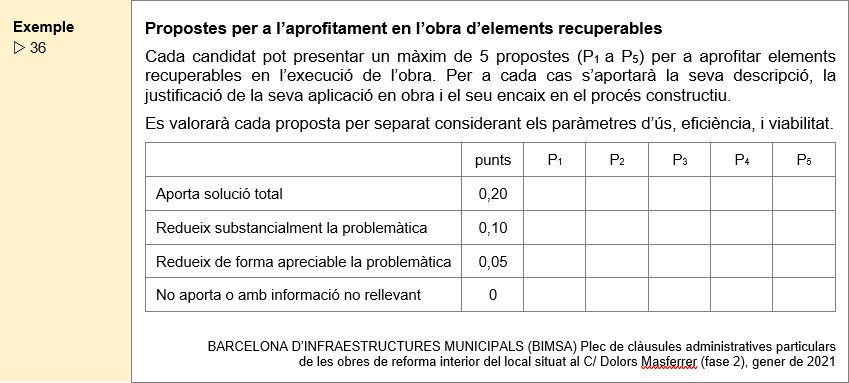 Exemple
▷ 36
Propostes per a l’aprofitament en l’obra d’elements recuperables
Cada candidat pot presentar un màxim de 5 propostes (P₁ a P₅) per a aprofitar elements
recuperables en l’execució de l’obra. Per a cada cas s’aportarà la seva descripció, la
justificació de la seva aplicació en obra i el seu encaix en el procés constructiu.
Es valorarà cada proposta per separat considerant els paràmetres d’ús, eficiència, i viabilitat.
punts P₁ P₂ P₃ P₄ P₅
Aporta solució total 0,20
Redueix substancialment la problemàtica 0,10
Redueix de forma apreciable la problemàtica 0,05
No aporta o amb informació no rellevant 0
BARCELONA D’INFRAESTRUCTURES MUNICIPALS (BIMSA) Plec de clàusules administratives particulars
de les obres de reforma interior del local situat al C/ Dolors Masferrer (fase 2), gener de 2021